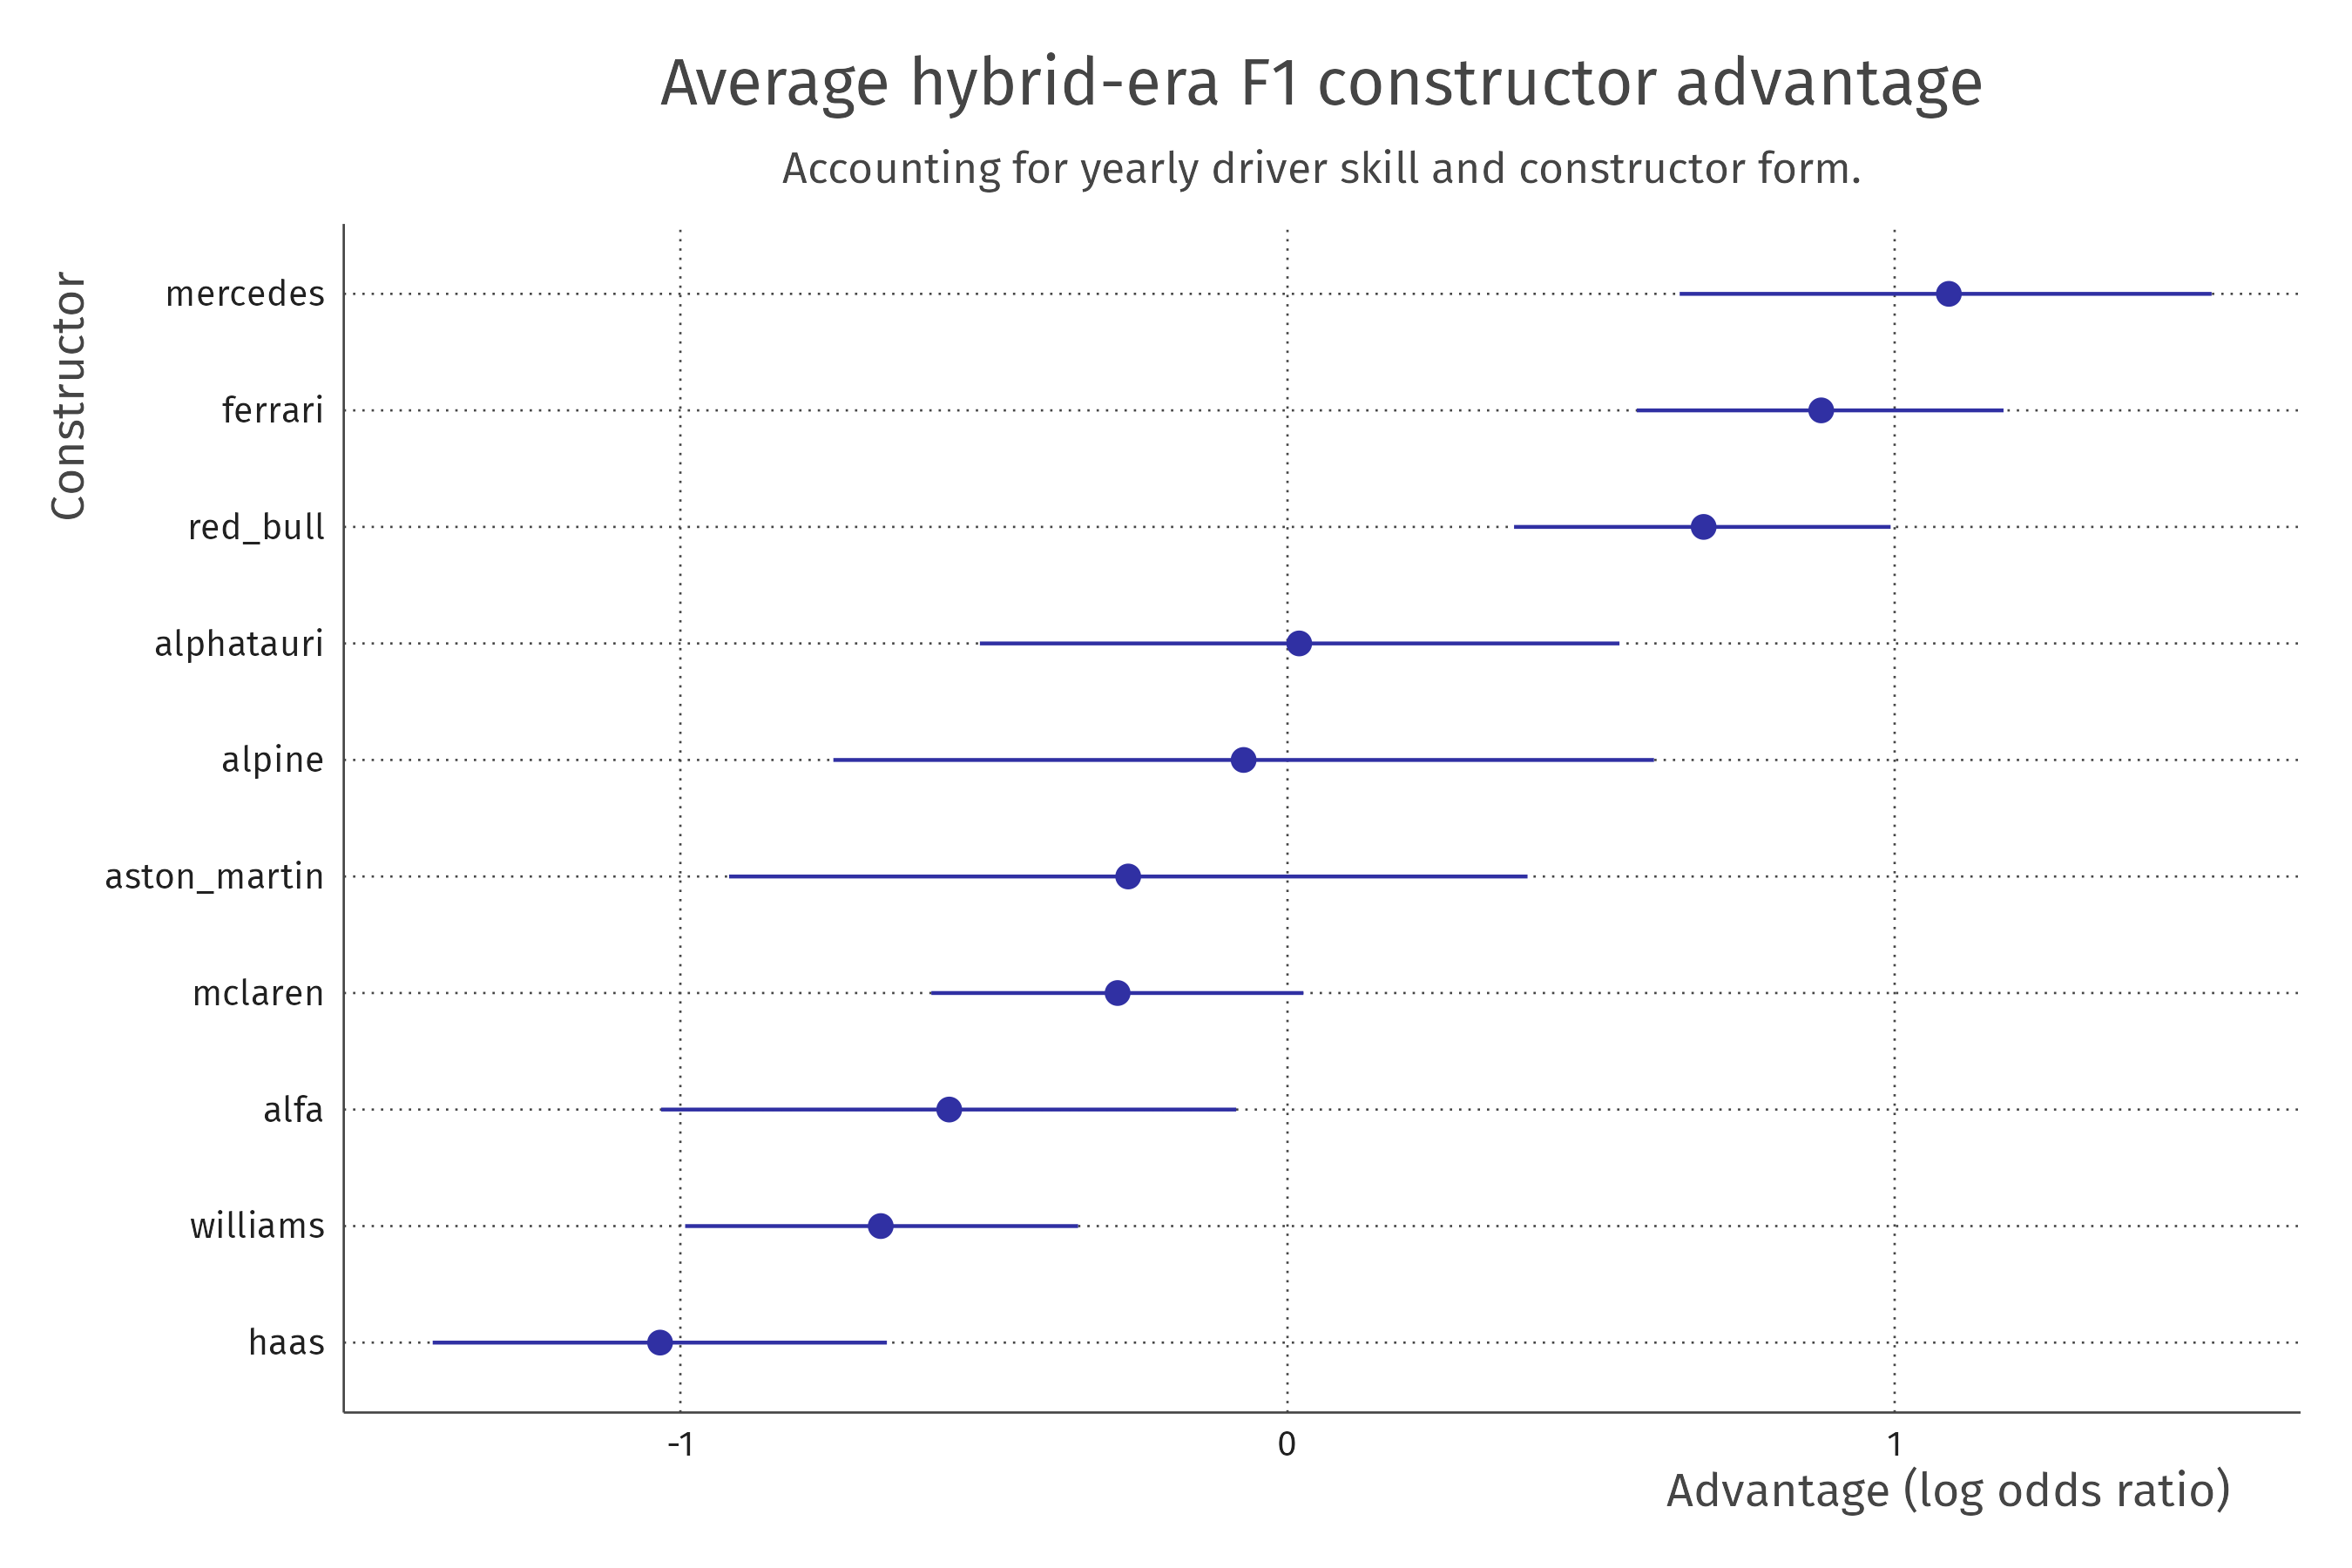 Average hybrid-era F1 constructor advantage
Accounting for yearly driver skill and constructor form.
Constructor
mercedes
ferrari
red_bull
alphatauri
alpine
aston_martin
mclaren
alfa
williams
haas
-1 0 1
Advantage (log odds ratio)